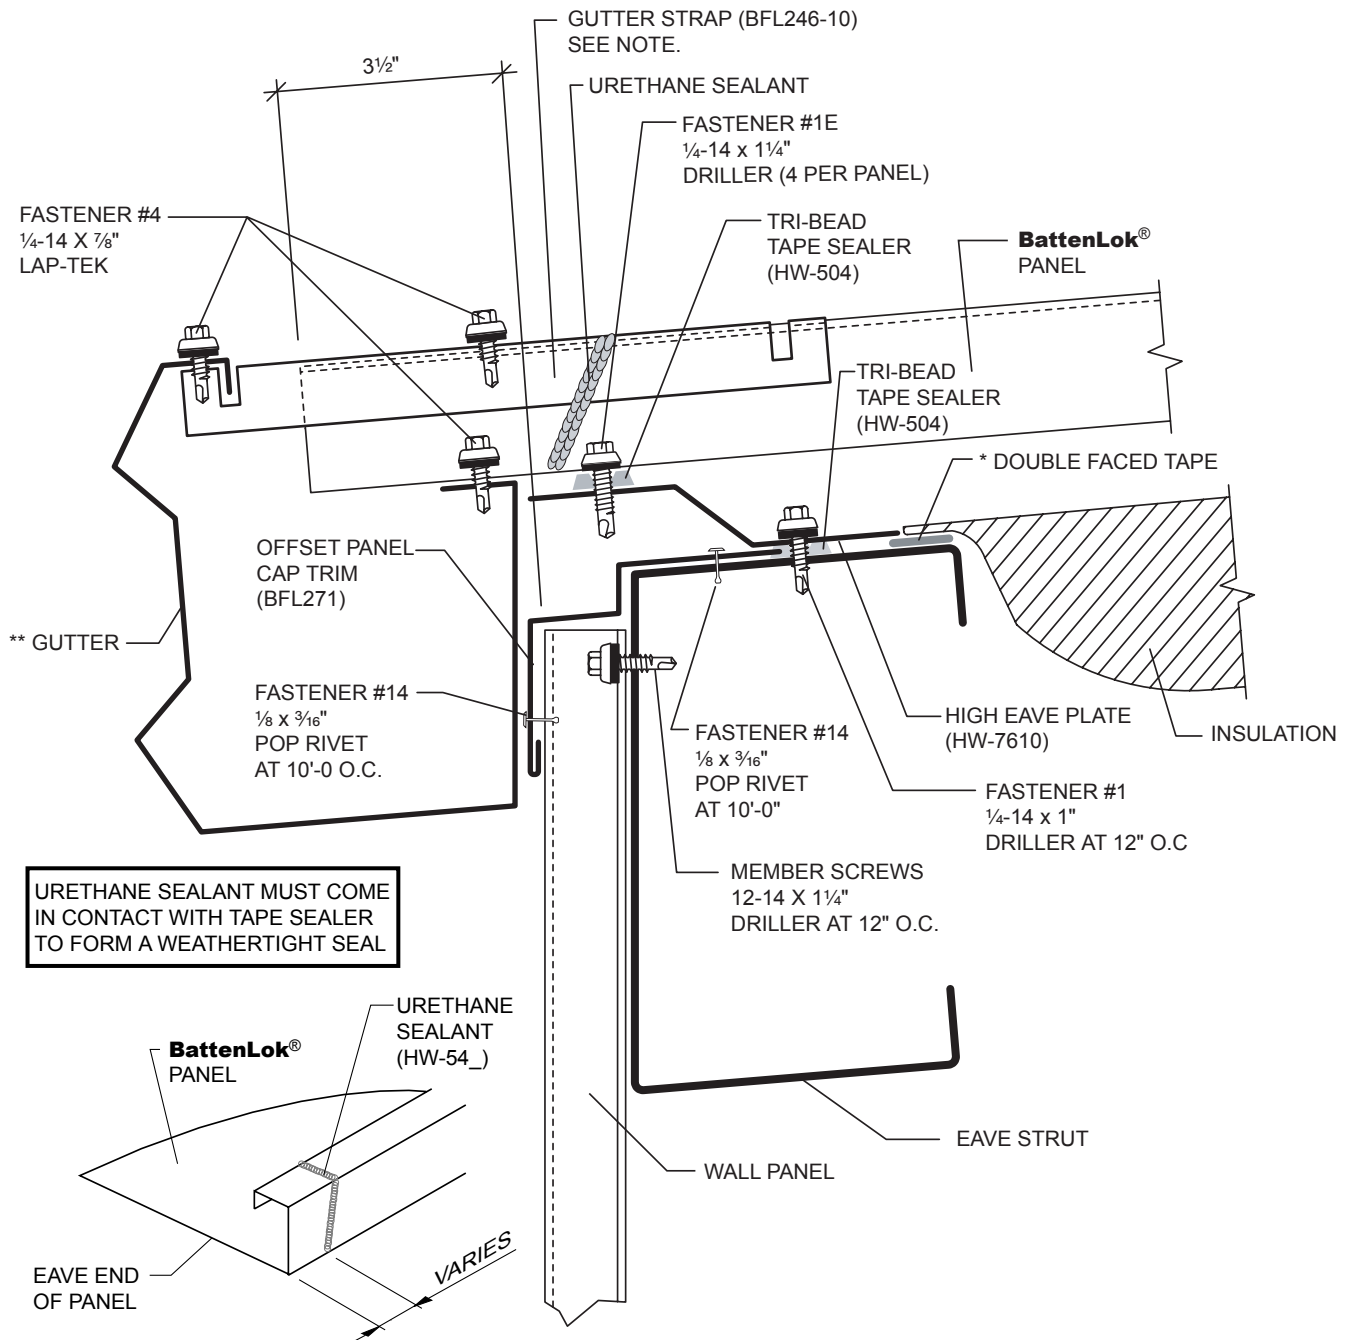 GUTTER STRAP (BFL246-10)
SEE NOTE.
3½"
URETHANE SEALANT
FASTENER #1E
¼-14 x 1¼"
DRILLER (4 PER PANEL)
FASTENER #4
¼-14 X ⅞"
LAP-TEK
TRI-BEAD
TAPE SEALER
(HW-504)
BattenLok®
PANEL
TRI-BEAD
TAPE SEALER
(HW-504)
* DOUBLE FACED TAPE
OFFSET PANEL
CAP TRIM
(BFL271)
** GUTTER
FASTENER #14
⅛ x 3⁄16"
POP RIVET
AT 10'-0 O.C.
FASTENER #14
⅛ x 3⁄16"
POP RIVET
AT 10'-0"
HIGH EAVE PLATE
(HW-7610)
INSULATION
FASTENER #1
¼-14 x 1"
DRILLER AT 12" O.C
MEMBER SCREWS
12-14 X 1¼"
DRILLER AT 12" O.C.
URETHANE SEALANT MUST COME
IN CONTACT WITH TAPE SEALER
TO FORM A WEATHERTIGHT SEAL
URETHANE
SEALANT
(HW-54_)
BattenLok®
PANEL
EAVE STRUT
WALL PANEL
VARIES
EAVE END
OF PANEL